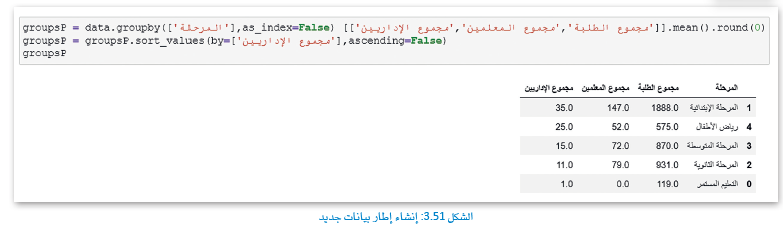 groupsP = data.groupby(['المرحلة'],as_index=False) [['مجموع الطلبة','مجموع المعلمين','مجموع الإداريين']].mean().round(0)
groupsP = groupsP.sort_values(by=['مجموع الإداريين'],ascending=False)
groupsP
المرحلة مجموع الطلبة مجموع المعلمين مجموع الإداريين
1 المرحلة الإبتدائية 1888.0 147.0 35.0
4 رياض الأطفال 575.0 52.0 25.0
3 المرحلة المتوسطة 870.0 72.0 15.0
2 المرحلة الثانوية 931.0 79.0 11.0
0 التعليم المستمر 119.0 0.0 1.0
الشكل 3.51: إنشاء إطار بيانات جديد